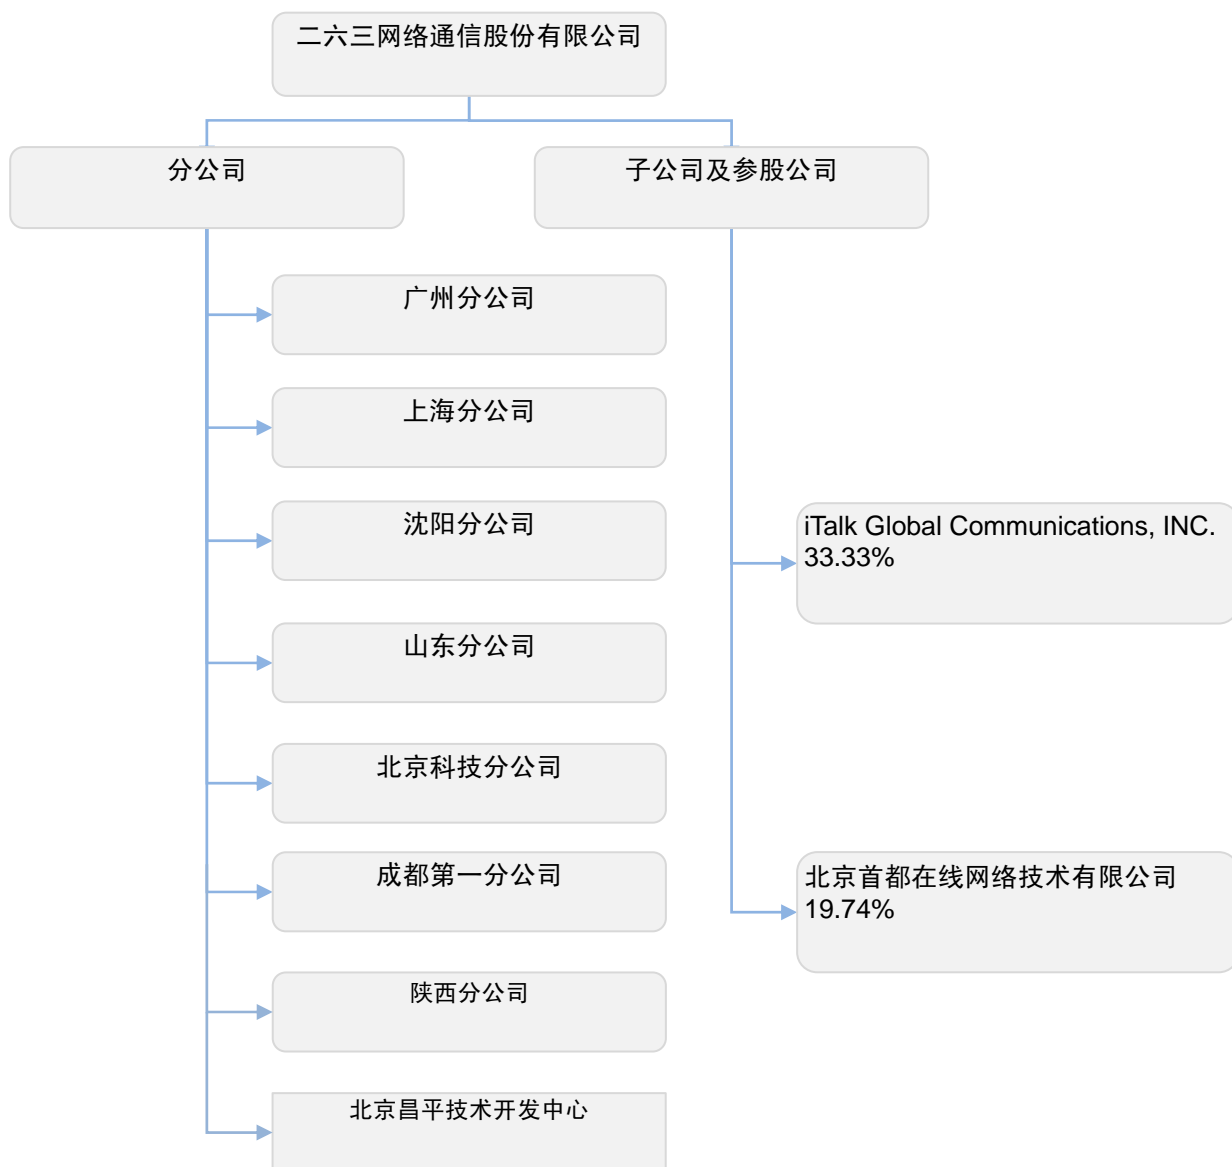 二六三网络通信股份有限公司
分公司
子公司及参股公司
广州分公司
上海分公司
沈阳分公司
山东分公司
北京科技分公司
成都第一分公司
陕西分公司
北京昌平技术开发中心
iTalk Global Communications, INC.
33.33%
北京首都在线网络技术有限公司
19.74%